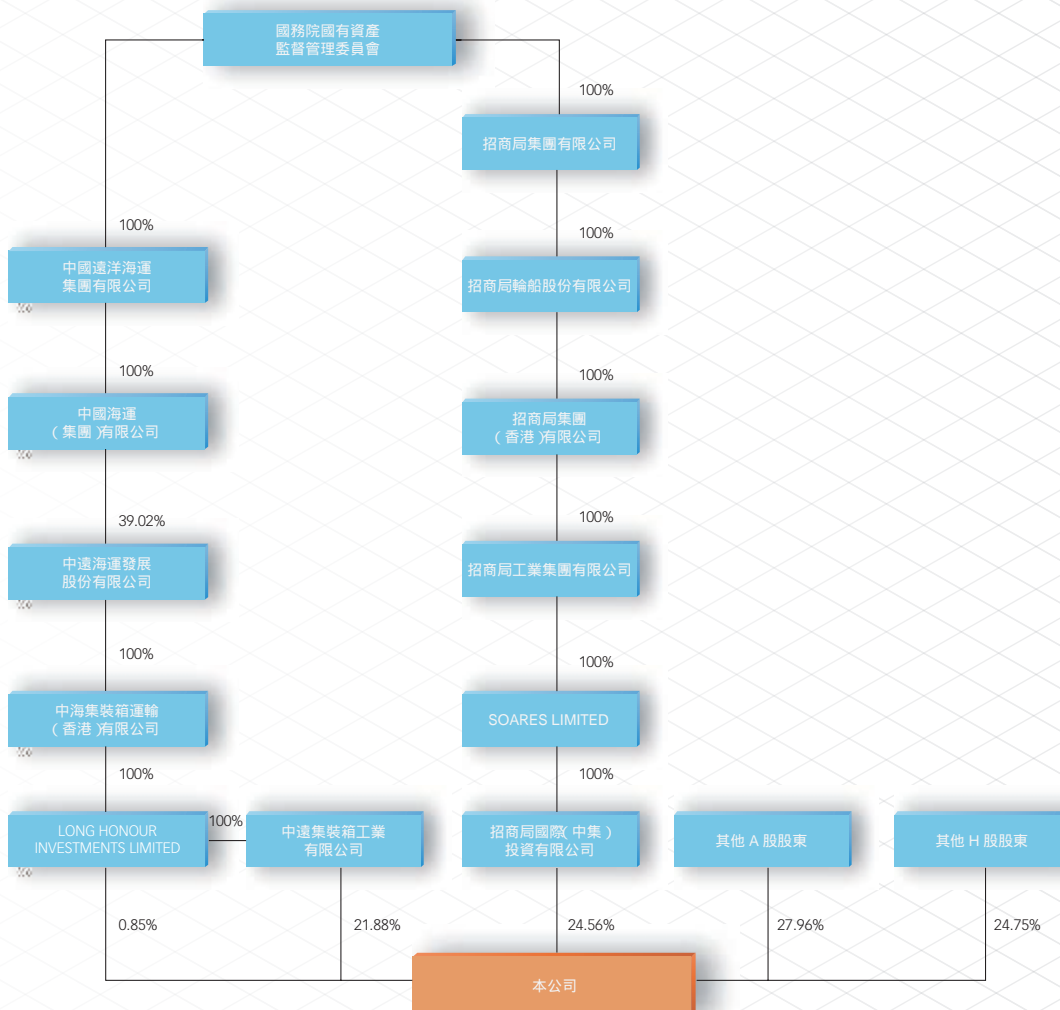 國務院國有資產
監督管理委員會
100%
招商局集團有限公司
100%
100%
中國遠洋海運
集團有限公司
招商局輪船股份有限公司
100%
100%
中國海運
（集團）有限公司
招商局集團
（香港）有限公司
39.02%
100%
中遠海運發展
股份有限公司
招商局工業集團有限公司
100%
100%
中海集裝箱運輸
（香港）有限公司
SOARES LIMITED
100%
100%
LONG HONOUR
INVESTMENTS LIMITED
100%
中遠集裝箱工業
有限公司
招商局國際（中集）
投資有限公司
其他 A 股股東
其他 H 股股東
0.85%
21.88%
24.56%
27.96%
24.75%
本公司